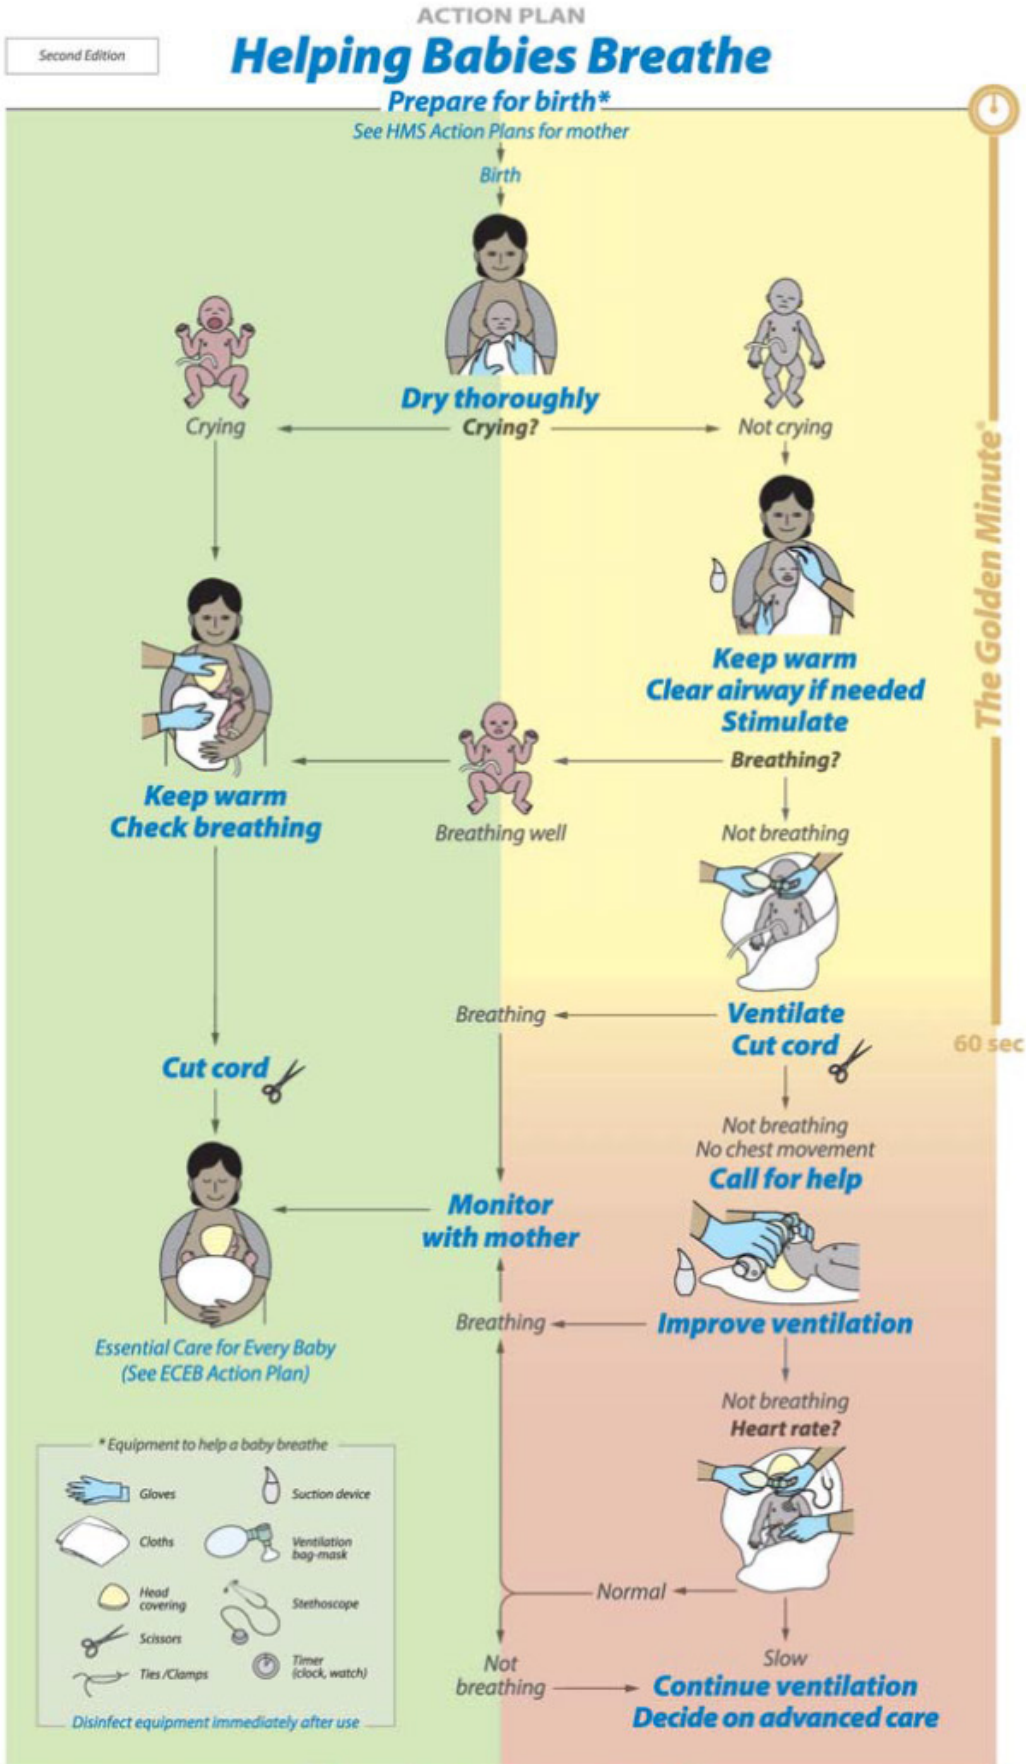 ACTION PLAN
Second Edition
Helping Babies Breathe
Prepare for birth*
See HMS Action Plans for mother
Birth
Dry thoroughly
Crying
Crying?
Not crying
The Golden Minute®
Keep warm
Clear airway if needed
Stimulate
Breathing?
Keep warm
Check breathing
Breathing well
Not breathing
Breathing
Ventilate
Cut cord
60 sec
Cut cord
Not breathing
No chest movement
Call for help
Monitor
with mother
Breathing
Improve ventilation
Essential Care for Every Baby
(See ECEB Action Plan)
Not breathing
Heart rate?
* Equipment to help a baby breathe
Gloves
Suction device
Cloths
Ventilation
bag-mask
Head
covering
Stethoscope
Scissors
Ties /Clamps
Timer
(clock, watch)
Disinfect equipment immediately after use
Normal
Slow
Not
breathing
Continue ventilation
Decide on advanced care